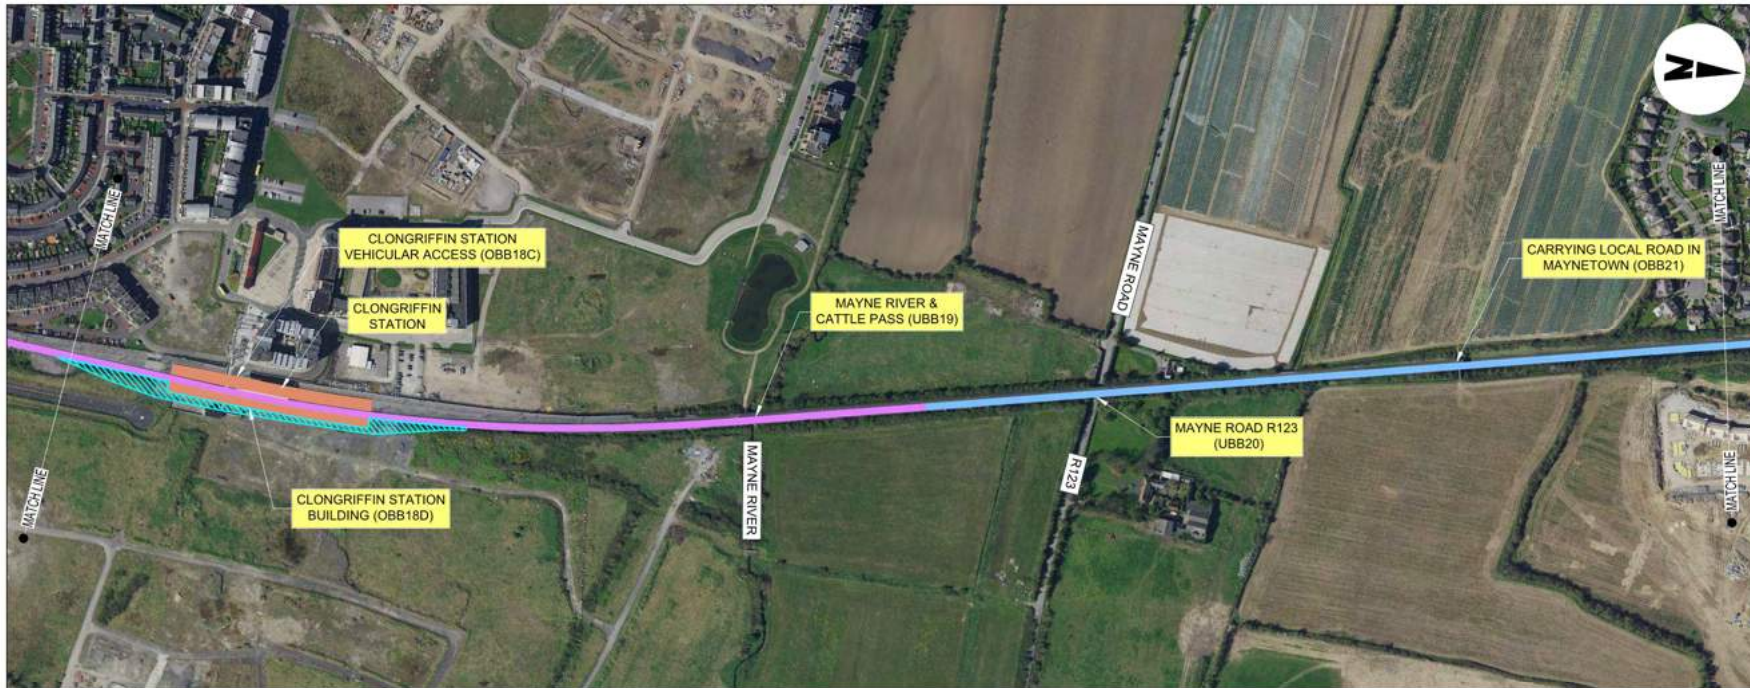 N
MATCH LINE
CLONGRIFFIN STATION
VEHICULAR ACCESS (OBB18C)
CLONGRIFFIN
STATION
MAYNE RIVER &
CATTLE PASS (UBB19)
MAYNE ROAD
CARRYING LOCAL ROAD IN
MAYNETOWN (OBB21)
MATCH LINE
MATCH LINE
CLONGRIFFIN STATION
BUILDING (OBB18D)
MAYNE RIVER
R123
MAYNE ROAD R123
(UBB20)
MATCH LINE